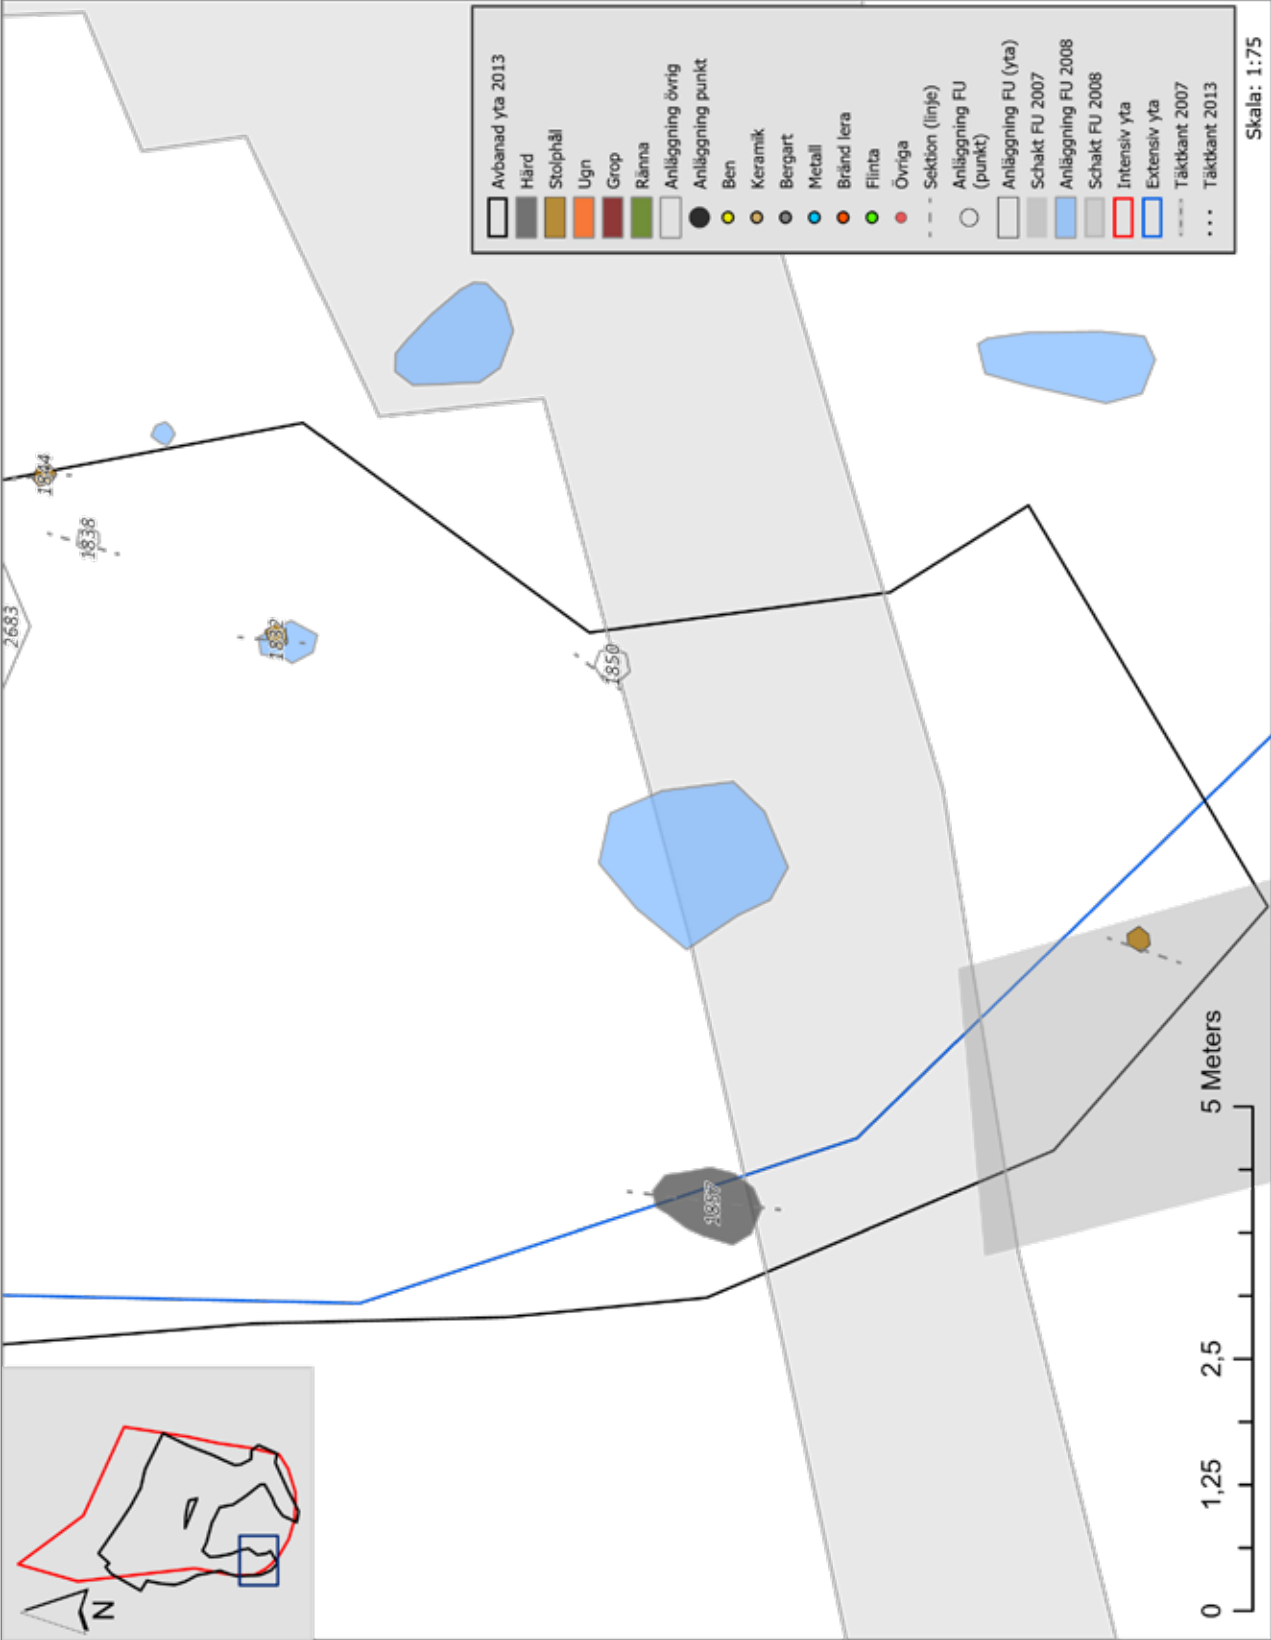 Avbanad yta 2013
Härd
Stolphål
Ugn
Grop
Ränna
Anläggning övrig
Anläggning punkt
Ben
Keramik
Bergart
Metall
Bränd lera
Flinta
Övriga
Sektion (linje)
Anläggning FU
(punkt)
Anläggning FU (yta)
Schakt FU 2007
Anläggning FU 2008
Schakt FU 2008
Intensiv yta
Extensiv yta
Täktkant 2007
Täktkant 2013
Skala: 1:75
2683
1844
1838
1832
1850
1857
N
0
1,25
2,5
5 Meters